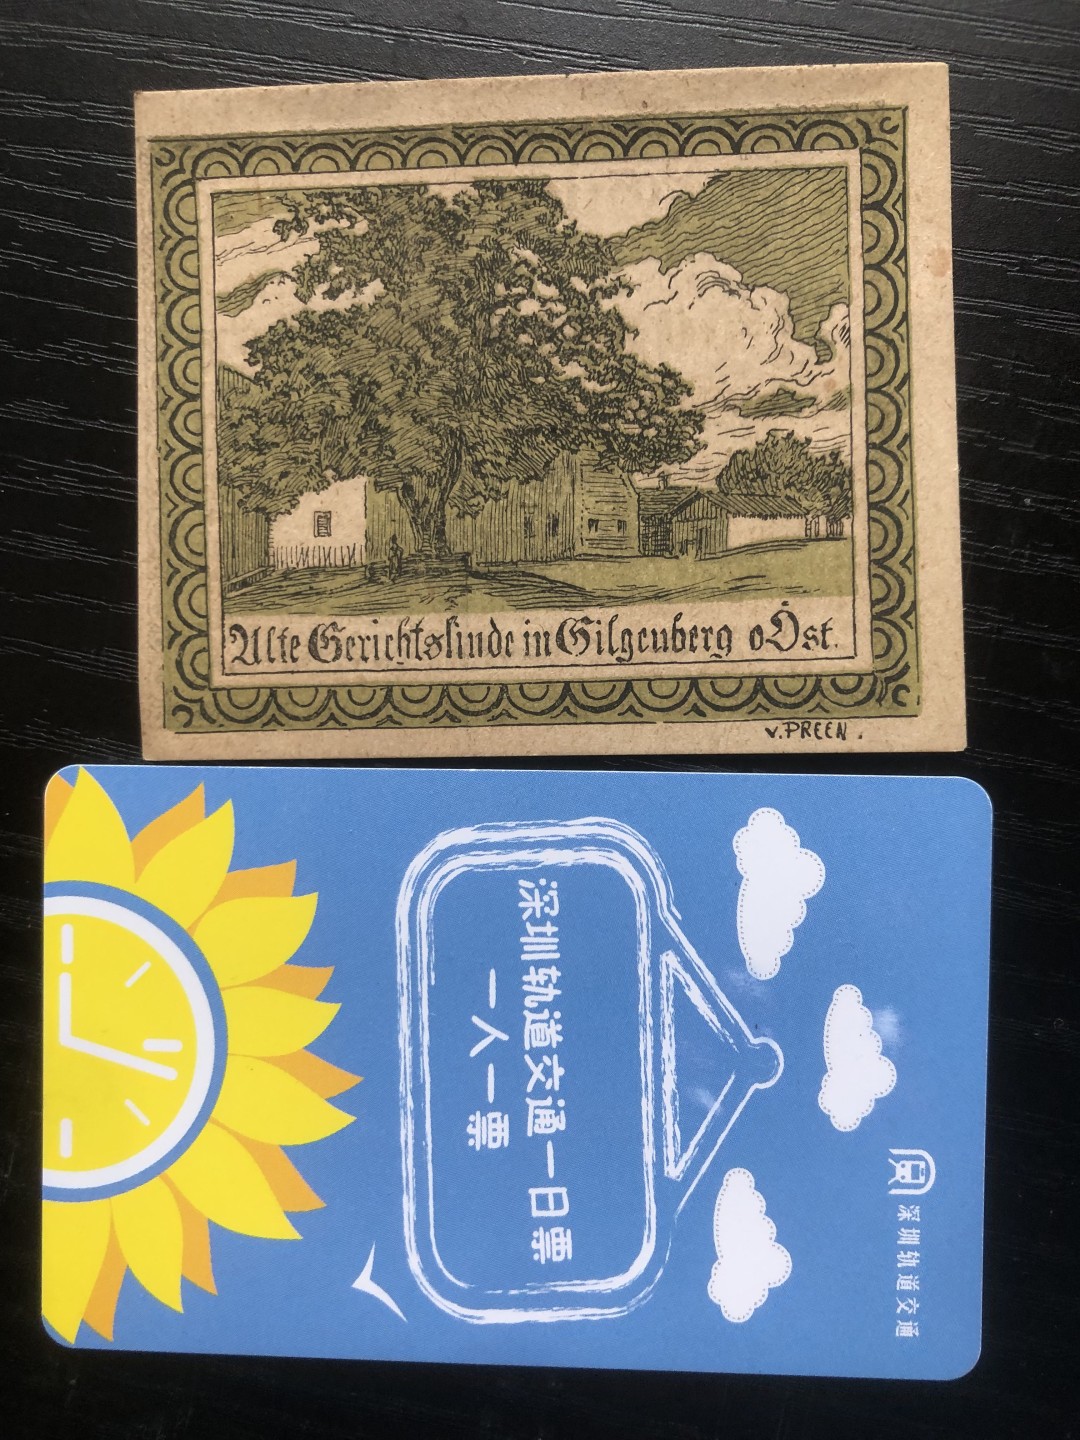 Alte Gerichtslinde in Gilgenberg oÖst.
v. PREEN.
深圳轨道交通
深圳轨道交通一日票
一人一票